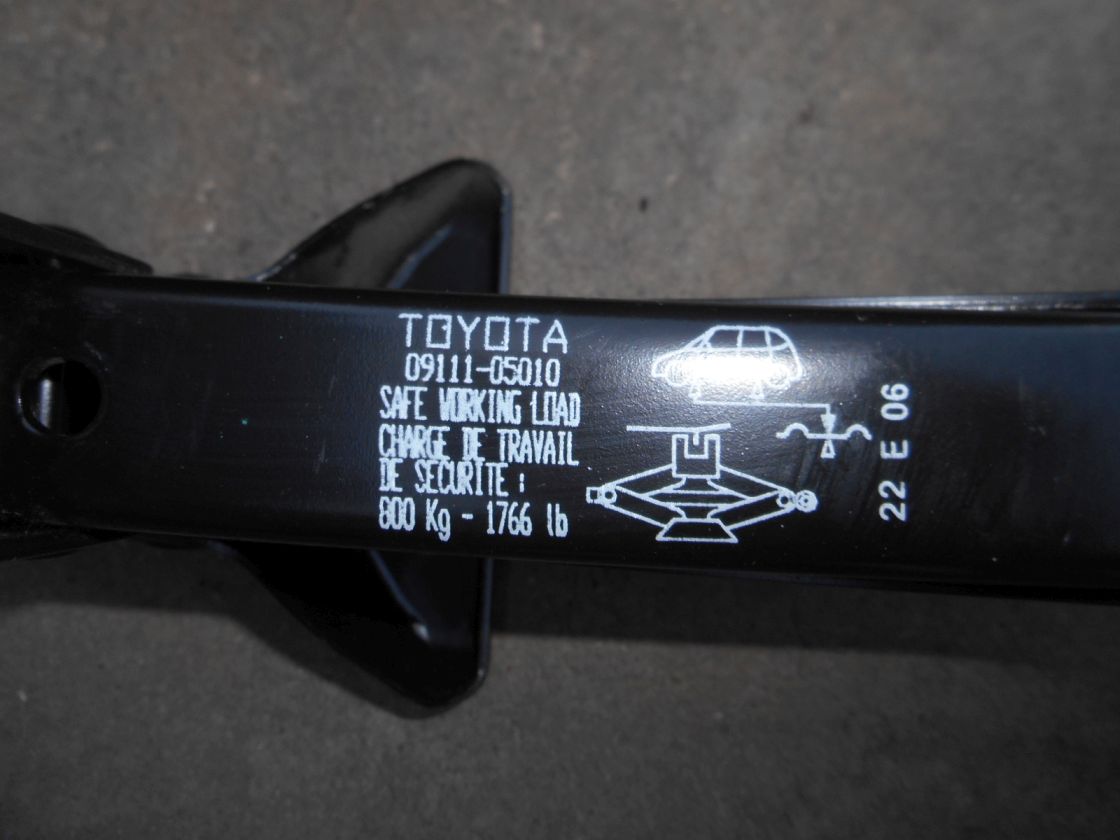 TOYOTA
09111-05010
SAFE WORKING LOAD
CHARGE DE TRAVAIL
DE SECURITE :
800 Kg - 1766 lb
22 E 06